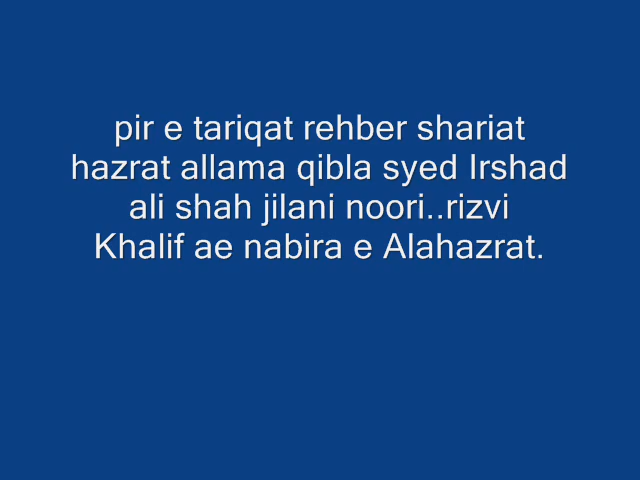 pir e tariqat rehber shariat
hazrat allama qibla syed Irshad
ali shah jilani noori..rizvi
Khalif ae nabira e Alahazrat.